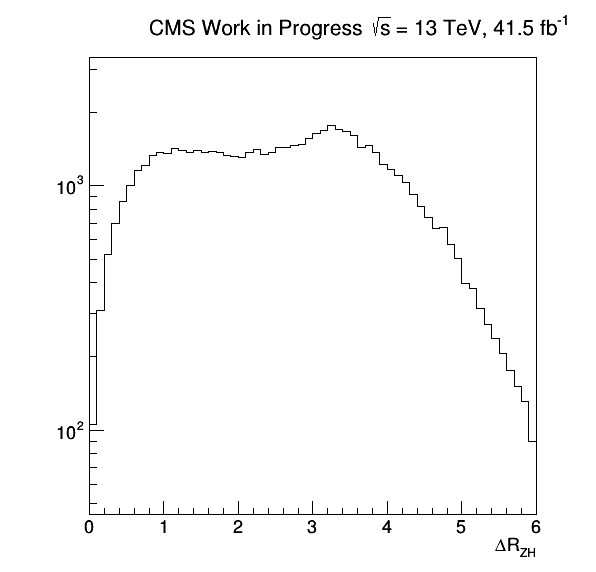 CMS Work in Progress √s = 13 TeV, 41.5 fb⁻¹
10³
10²
0 1 2 3 4 5 6
ΔR_ZH